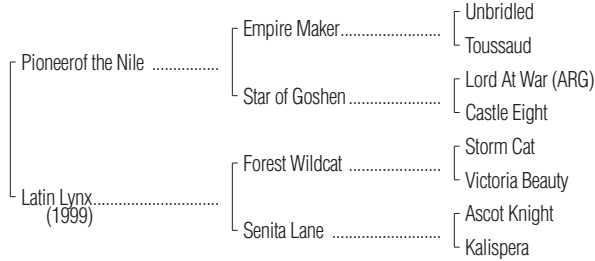 Unbridled
Empire Maker.......................
Toussaud
Pioneerof the Nile ................
Lord At War (ARG)
Star of Goshen .....................
Castle Eight
Storm Cat
Forest Wildcat .....................
Victoria Beauty
Latin Lynx..............................
(1999)
Ascot Knight
Senita Lane .........................
Kalispera